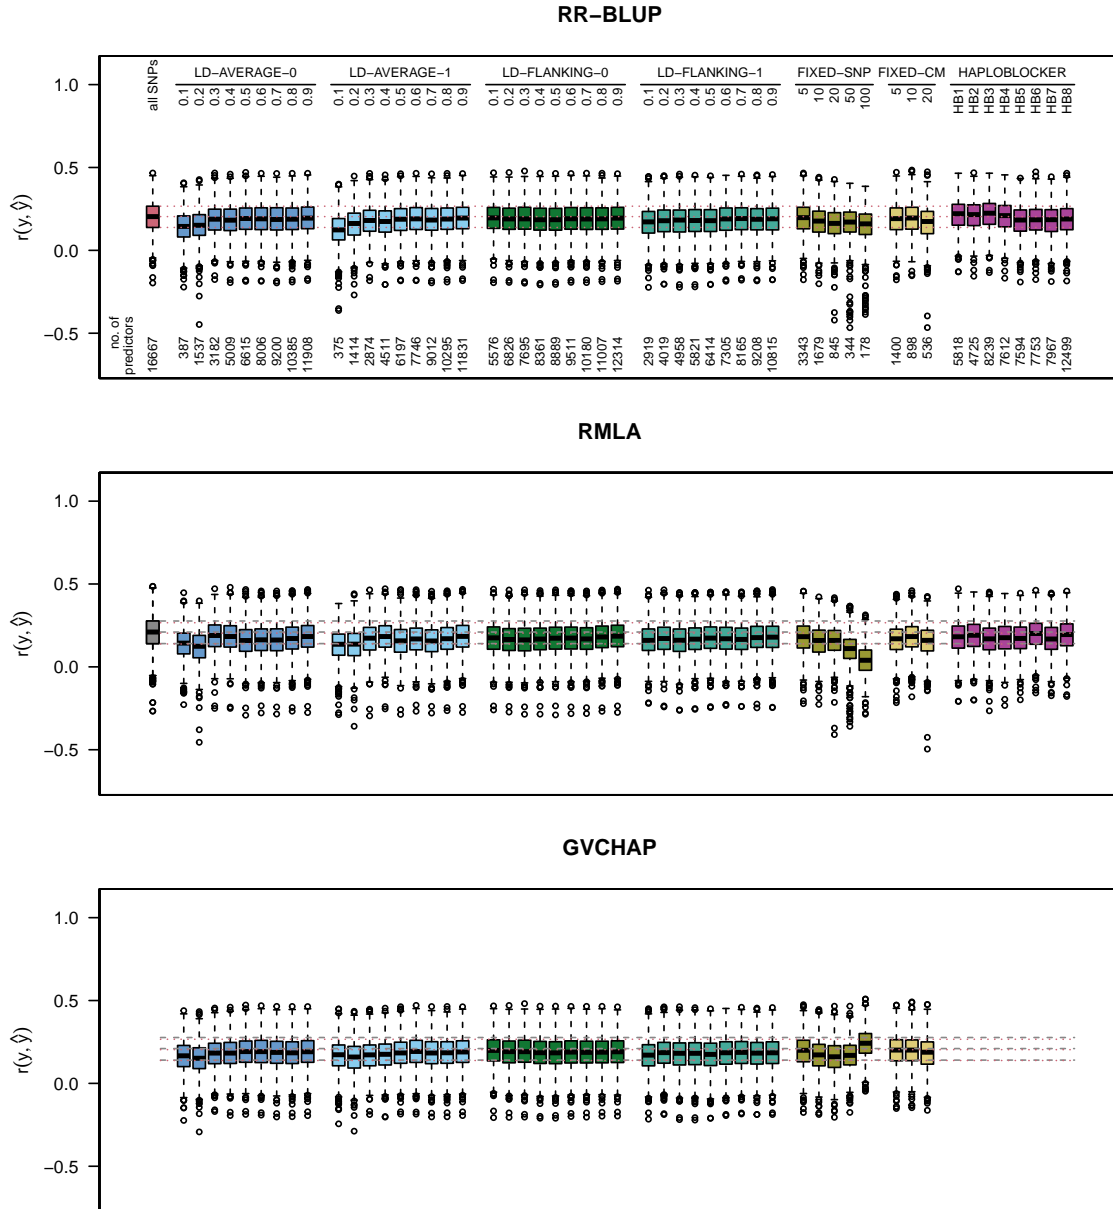 RR−BLUP
all SNPs LD−AVERAGE−0 LD−AVERAGE−1 LD−FLANKING−0 LD−FLANKING−1 FIXED−SNP FIXED−CM HAPLOBLOCKER
0.1 0.2 0.3 0.4 0.5 0.6 0.7 0.8 0.9 0.1 0.2 0.3 0.4 0.5 0.6 0.7 0.8 0.9 0.1 0.2 0.3 0.4 0.5 0.6 0.7 0.8 0.9 0.1 0.2 0.3 0.4 0.5 0.6 0.7 0.8 0.9 5 10 20 50 100 5 10 20 HB1 HB2 HB3 HB4 HB5 HB6 HB7 HB8
1.0
0.5
0.0
−0.5
r(y, ŷ)
no. of
predictors
16667 387 1537 3182 5009 6615 8006 9200 10385 11908 375 1414 2874 4511 6197 7746 9012 10295 11831 5576 6826 7695 8361 8889 9511 10180 11007 12314 2919 4019 4958 5821 6414 7305 8165 9208 10815 3343 1679 845 344 178 1400 898 536 5818 4725 8239 7612 7594 7753 7967 12499
RMLA
1.0
0.5
0.0
−0.5
r(y, ŷ)
GVCHAP
1.0
0.5
0.0
−0.5
r(y, ŷ)